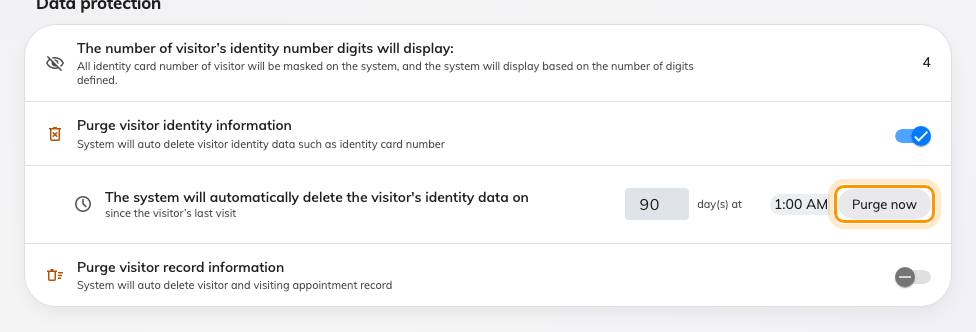 Data protection
The number of visitor's identity number digits will display:
All identity card number of visitor will be masked on the system, and the system will display based on the number of digits
defined.
4
Purge visitor identity information
System will auto delete visitor identity data such as identity card number
The system will automatically delete the visitor's identity data on
since the visitor's last visit
90
day(s) at
1:00 AM
Purge now
Purge visitor record information
System will auto delete visitor and visiting appointment record